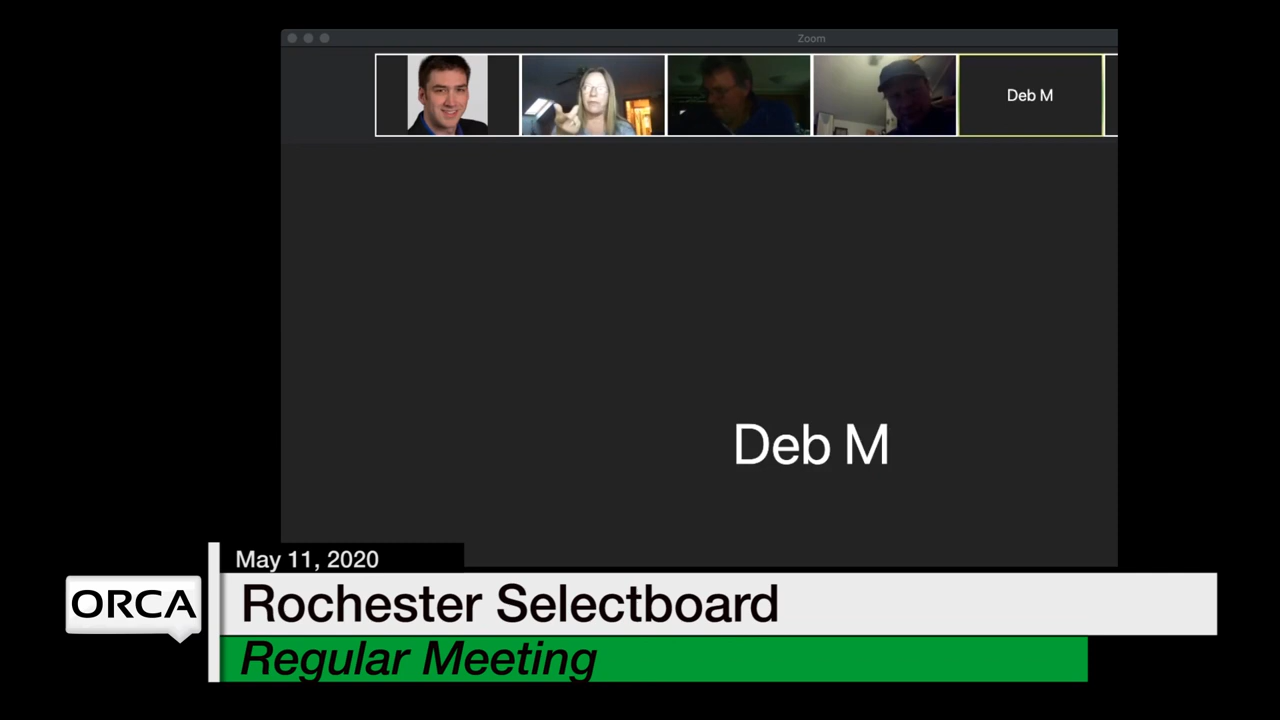 Zoom
Deb M
Deb M
May 11, 2020
ORCA
Rochester Selectboard
Regular Meeting